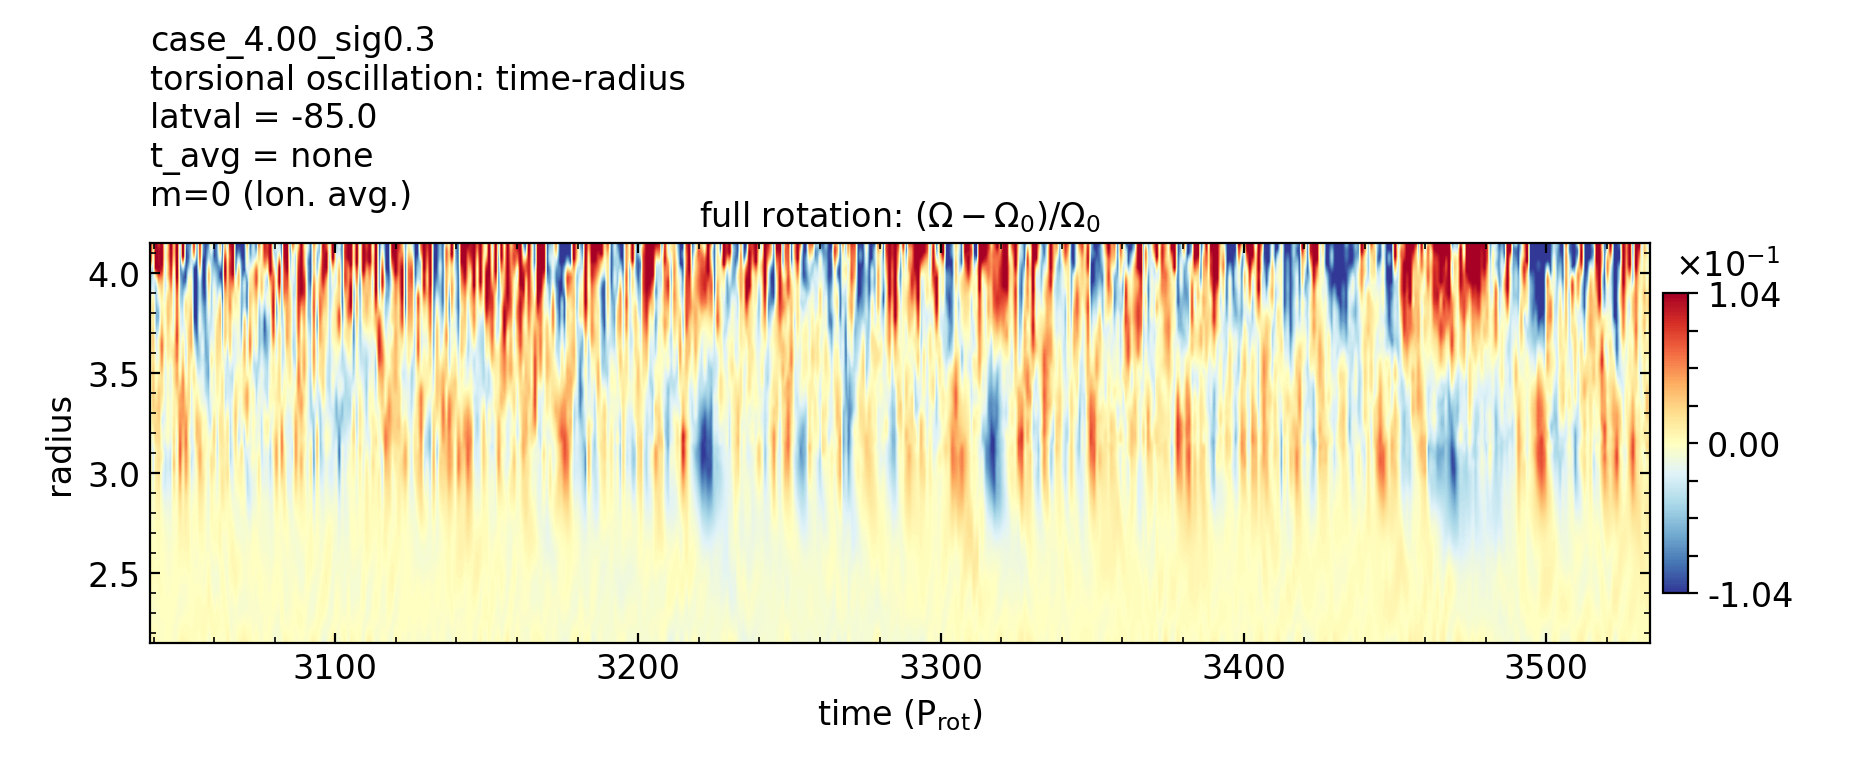 case_4.00_sig0.3
torsional oscillation: time-radius
latval = -85.0
t_avg = none
m=0 (lon. avg.)
full rotation: (Ω − Ω₀)/Ω₀
×10⁻¹
1.04
0.00
-1.04
4.0
3.5
3.0
2.5
radius
3100 3200 3300 3400 3500
time (P_rot)